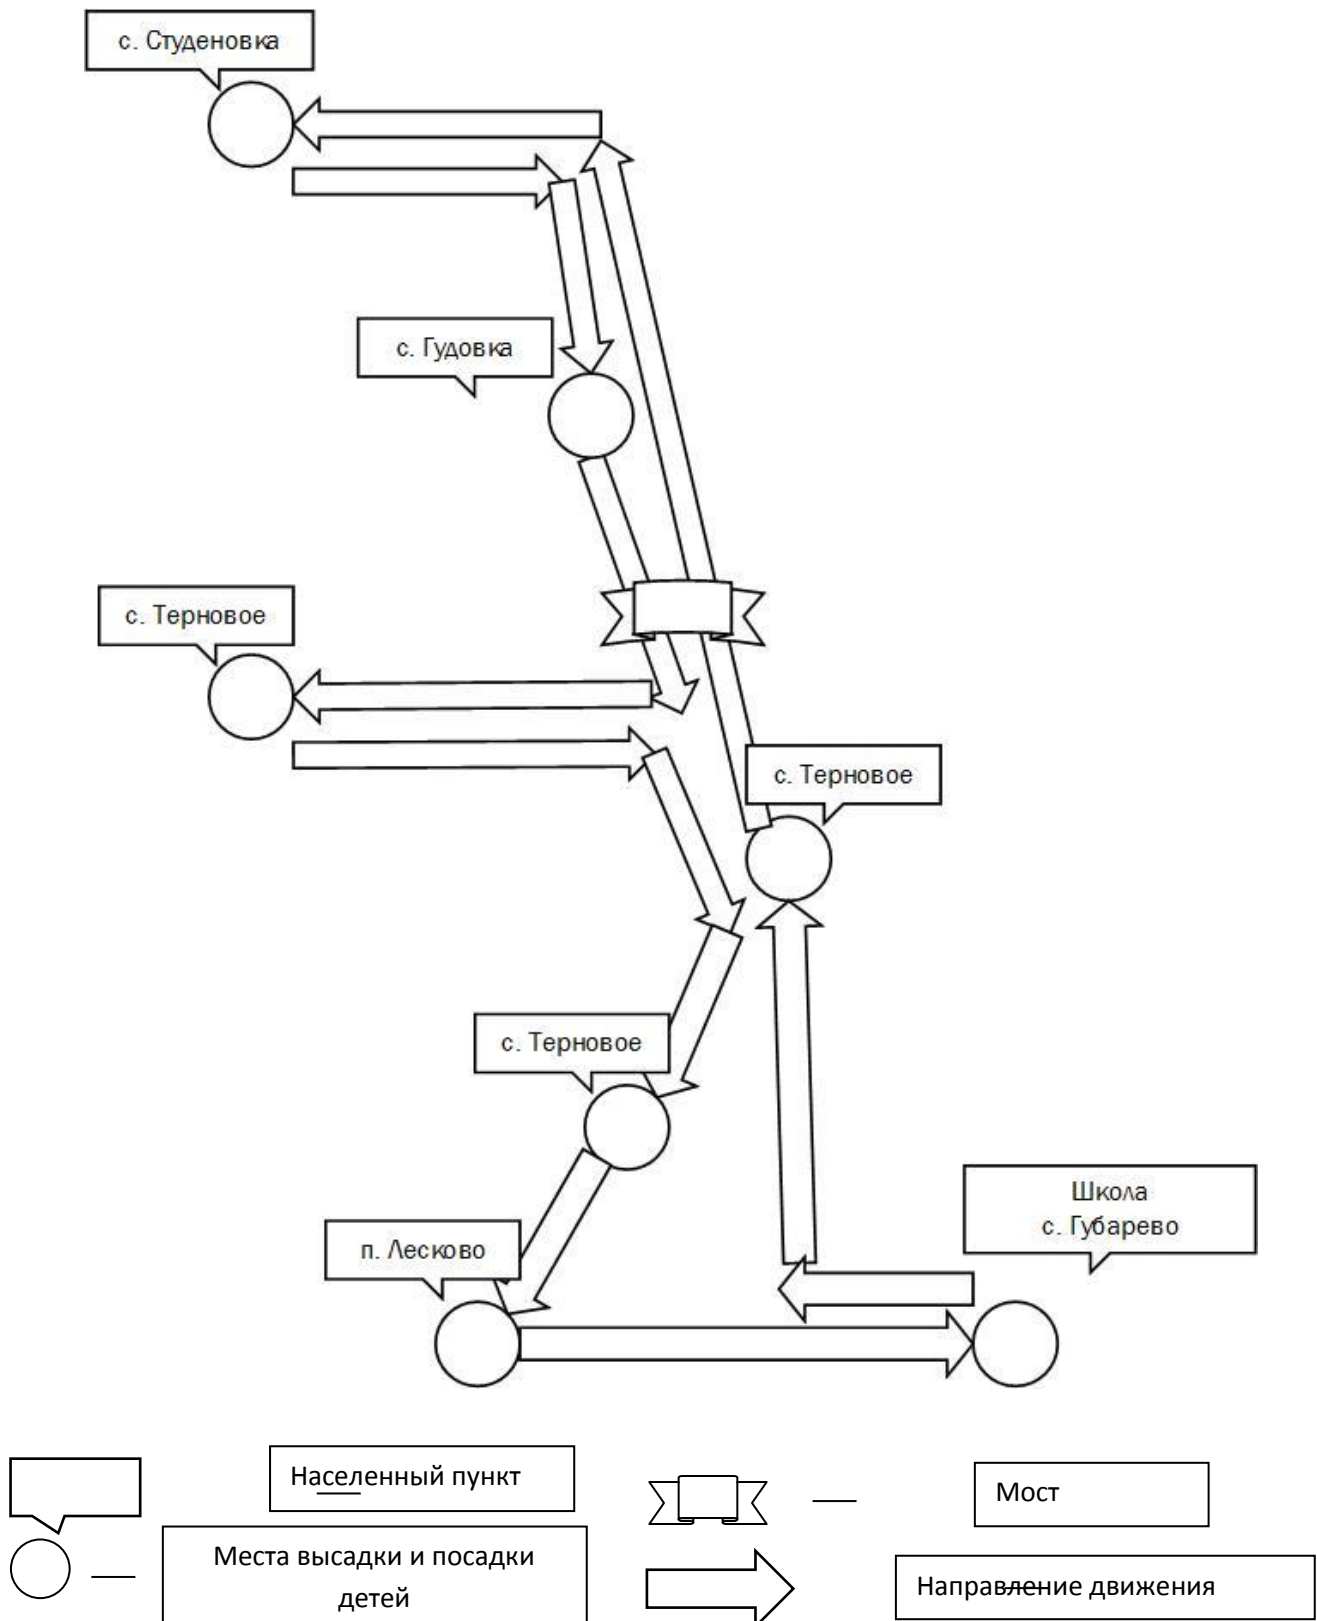 с. Студеновка
с. Гудовка
с. Терновое
с. Терновое
с. Терновое
Школа
с. Губарево
п. Лесково
Населенный пункт
Мост
Места высадки и посадки
детей
Направление движения